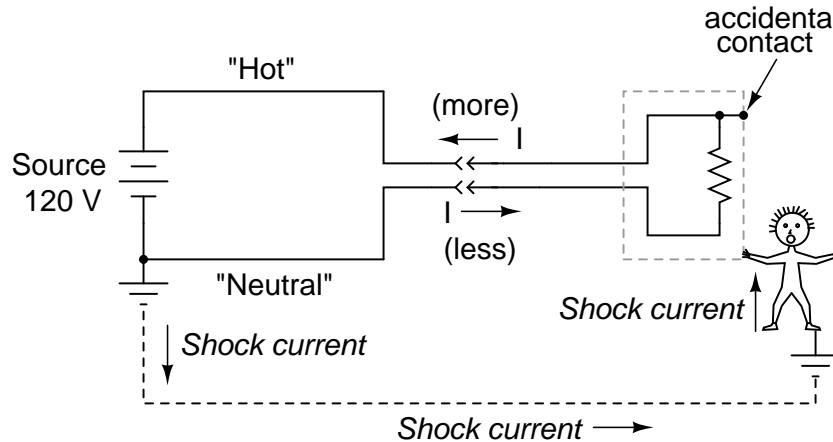 accidenta
contact
"Hot"
(more)
I
Source
120 V
I
(less)
"Neutral"
Shock current
Shock current
Shock current